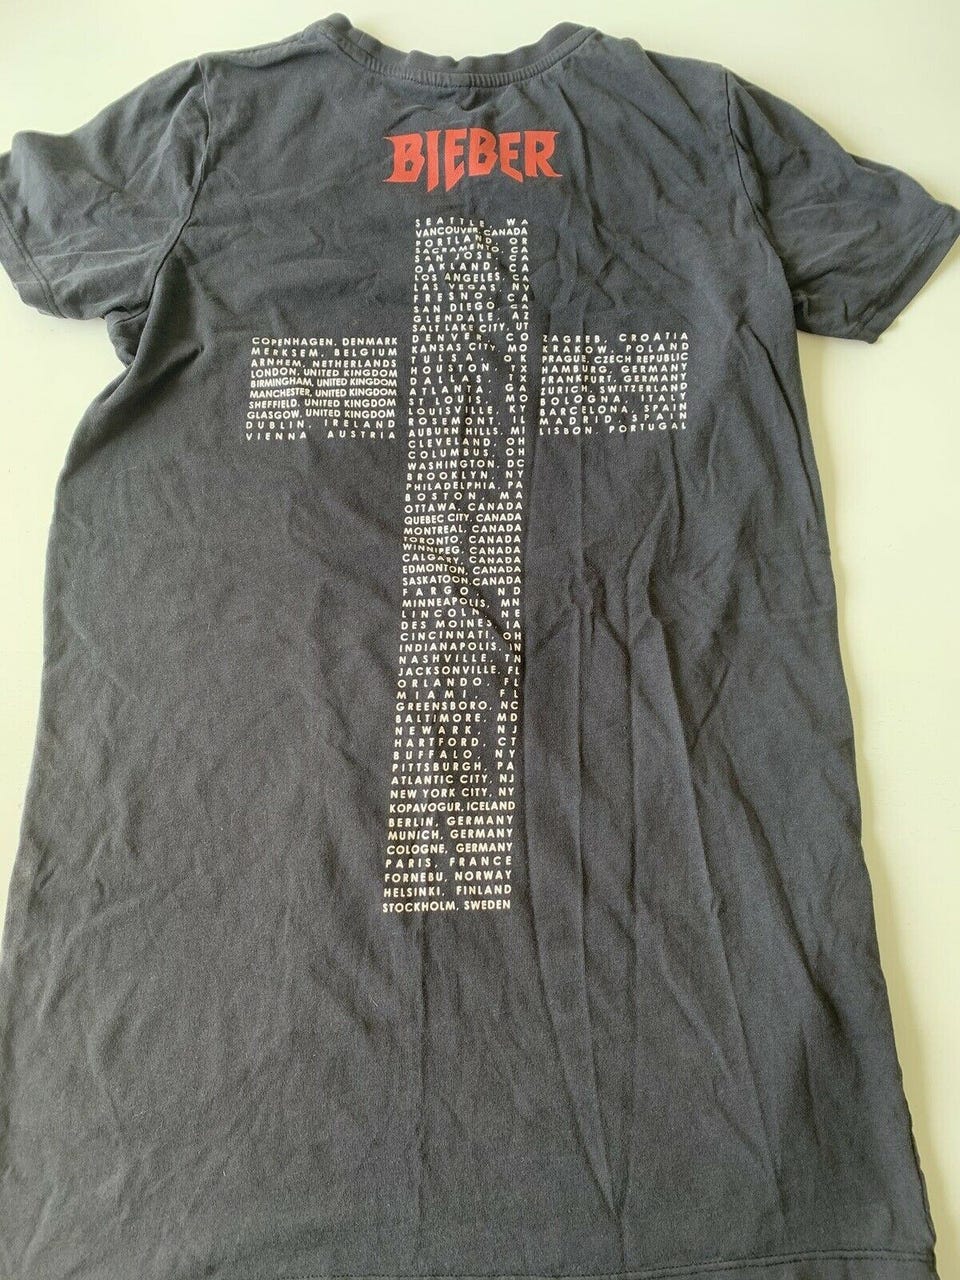 BIEBER
SEATTLE, WA
VANCOUVER, CANADA
PORTLAND, OR
SACRAMENTO, CA
SAN JOSE, CA
OAKLAND, CA
LOS ANGELES, CA
LAS VEGAS, NV
FRESNO, CA
SAN DIEGO, CA
GLENDALE, AZ
SALT LAKE CITY, UT
DENVER, CO
KANSAS CITY, MO
TULSA, OK
HOUSTON, TX
DALLAS, TX
ATLANTA, GA
ST LOUIS, MO
LOUISVILLE, KY
ROSEMONT, IL
AUBURN HILLS, MI
CLEVELAND, OH
COLUMBUS, OH
WASHINGTON, DC
BROOKLYN, NY
PHILADELPHIA, PA
BOSTON, MA
OTTAWA, CANADA
QUEBEC CITY, CANADA
MONTREAL, CANADA
TORONTO, CANADA
WINNIPEG, CANADA
CALGARY, CANADA
EDMONTON, CANADA
SASKATOON, CANADA
FARGO, ND
MINNEAPOLIS, MN
LINCOLN, NE
DES MOINES, IA
CINCINNATI, OH
INDIANAPOLIS, IN
NASHVILLE, TN
JACKSONVILLE, FL
ORLANDO, FL
MIAMI, FL
GREENSBORO, NC
BALTIMORE, MD
NEWARK, NJ
HARTFORD, CT
BUFFALO, NY
PITTSBURGH, PA
ATLANTIC CITY, NJ
NEW YORK CITY, NY
KOPAVOGUR, ICELAND
BERLIN, GERMANY
MUNICH, GERMANY
COLOGNE, GERMANY
PARIS, FRANCE
FORNEBU, NORWAY
HELSINKI, FINLAND
STOCKHOLM, SWEDEN
COPENHAGEN, DENMARK
MERKSEM, BELGIUM
ARNHEM, NETHERLANDS
LONDON, UNITED KINGDOM
BIRMINGHAM, UNITED KINGDOM
MANCHESTER, UNITED KINGDOM
SHEFFIELD, UNITED KINGDOM
GLASGOW, UNITED KINGDOM
DUBLIN, IRELAND
VIENNA, AUSTRIA
ZAGREB, CROATIA
KRAKOW, POLAND
PRAGUE, CZECH REPUBLIC
HAMBURG, GERMANY
FRANKFURT, GERMANY
ZURICH, SWITZERLAND
BOLOGNA, ITALY
BARCELONA, SPAIN
MADRID, SPAIN
LISBON, PORTUGAL